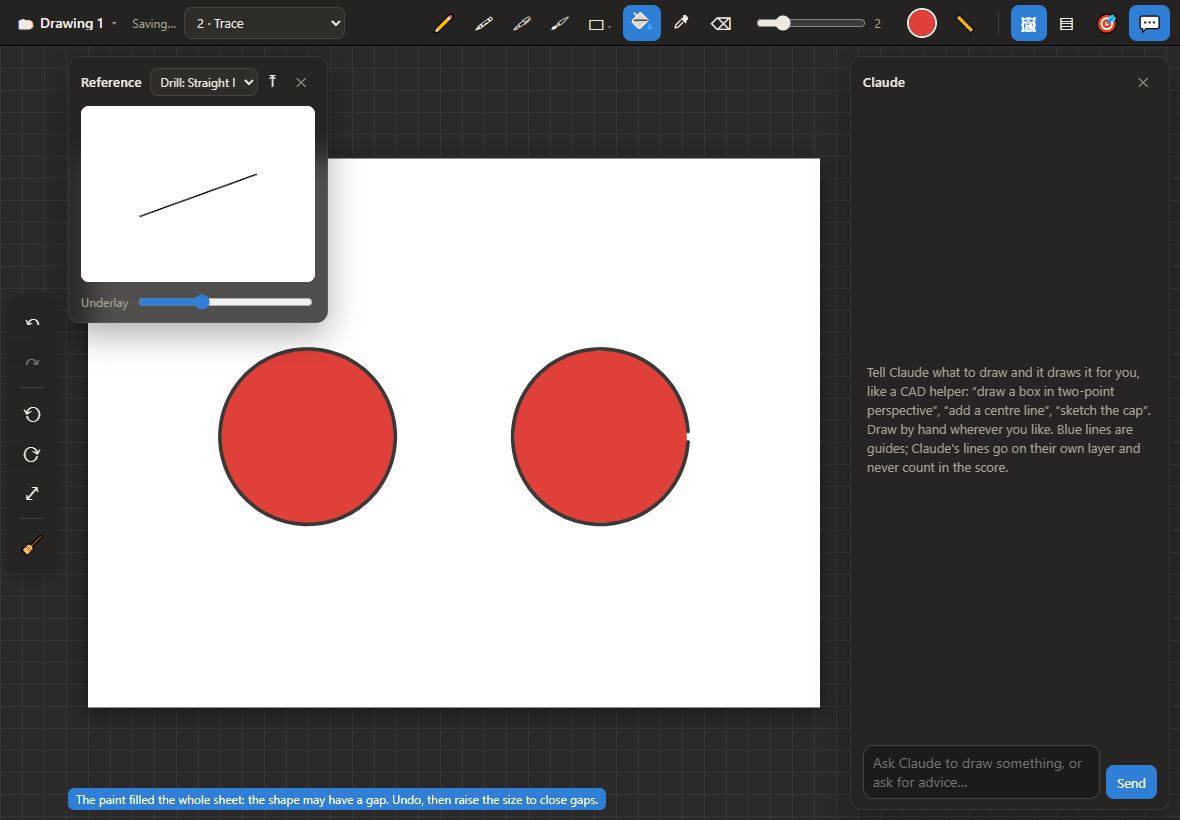 Drawing 1
Saving...
2 · Trace
2
Reference
Drill: Straight l
Underlay
Claude
Tell Claude what to draw and it draws it for you,
like a CAD helper: “draw a box in two-point
perspective”, “add a centre line”, “sketch the cap”.
Draw by hand wherever you like. Blue lines are
guides; Claude's lines go on their own layer and
never count in the score.
Ask Claude to draw something, or
ask for advice...
Send
The paint filled the whole sheet: the shape may have a gap. Undo, then raise the size to close gaps.